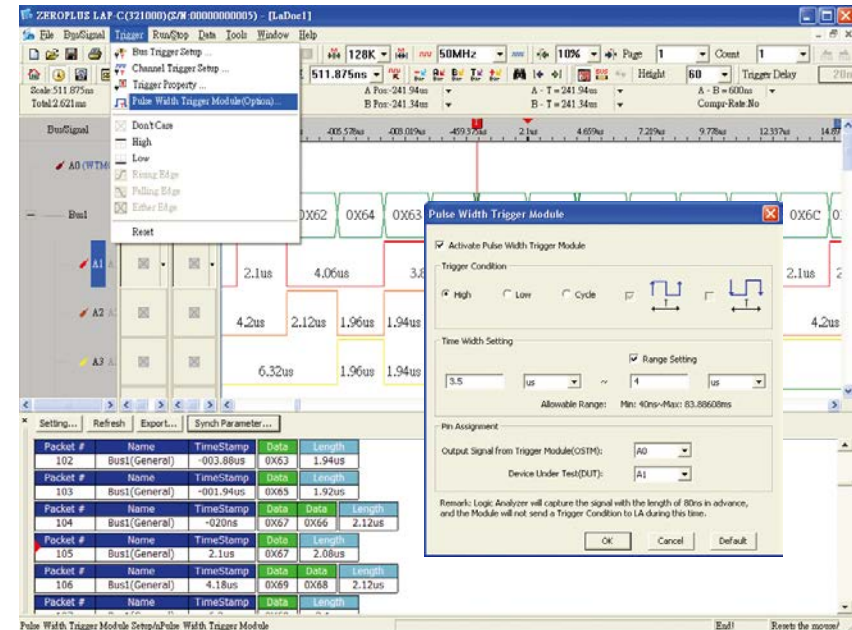 ZEROPLUS LAP-C(321000)(S/N:00000000005) - [LaDoc1]
File Bus/Signal Trigger Run/Stop Data Tools Window Help
Bus Trigger Setup ...
Channel Trigger Setup ...
Trigger Property ...
Pulse Width Trigger Module(Option)...
Don't Care
High
Low
Rising Edge
Falling Edge
Either Edge
Reset
128K 50MHz 10% Page 1 Count 1
511.875ns Height 60 Trigger Delay
Scale:511.875ns A Pos:-241.94ms A - T = 241.94ms A - B = 600ns
Total:2.621ms B Pos:-241.34ms B - T = 241.34ms Compr-Rate:No
Bus/Signal 2.1us 4.659us 7.219us 9.778us 12.337us 14.89
A0
Bus1 0X62 0X64 0X63 0X6C
A1 2.1us 4.06us 3.8 2.1us 2
A2 4.2us 2.12us 1.96us 1.94us 4.2us
A3 6.32us 1.96us 1.94us
Pulse Width Trigger Module
Activate Pulse Width Trigger Module
Trigger Condition
High Low Cycle T T
Time Width Setting
Range Setting
3.5 us ~ 4 us
Allowable Range: Min: 40ns~Max: 83.88608ms
Pin Assignment
Output Signal from Trigger Module(OSTM): A0
Device Under Test(DUT): A1
Remark: Logic Analyzer will capture the signal with the length of 80ns in advance,
and the Module will not send a Trigger Condition to LA during this time.
OK Cancel Default
Setting... Refresh Export... Synch Parameter...
Packet # Name TimeStamp Data Length
102 Bus1(General) -003.88us 0X63 1.94us
Packet # Name TimeStamp Data Length
103 Bus1(General) -001.94us 0X65 1.92us
Packet # Name TimeStamp Data Data Length
104 Bus1(General) -020ns 0X67 0X66 2.12us
Packet # Name TimeStamp Data Length
105 Bus1(General) 2.1us 0X67 2.08us
Packet # Name TimeStamp Data Data Length
106 Bus1(General) 4.18us 0X69 0X68 2.12us
Packet # Name TimeStamp Data Length
Pulse Width Trigger Module Setup/nPulse Width Trigger Module End! Resets the mouse/